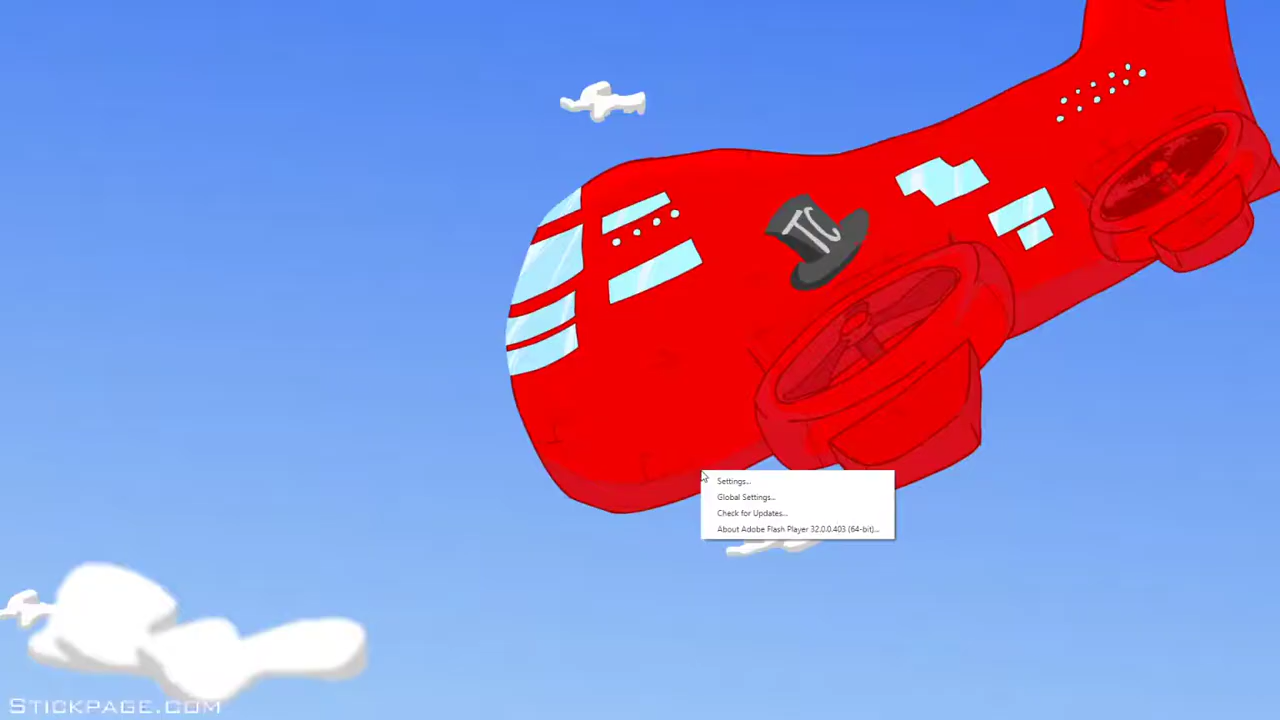 TC
Settings...
Global Settings...
Check for Updates...
About Adobe Flash Player 32.0.0.403 (64-bit)...
STICKPAGE.COM